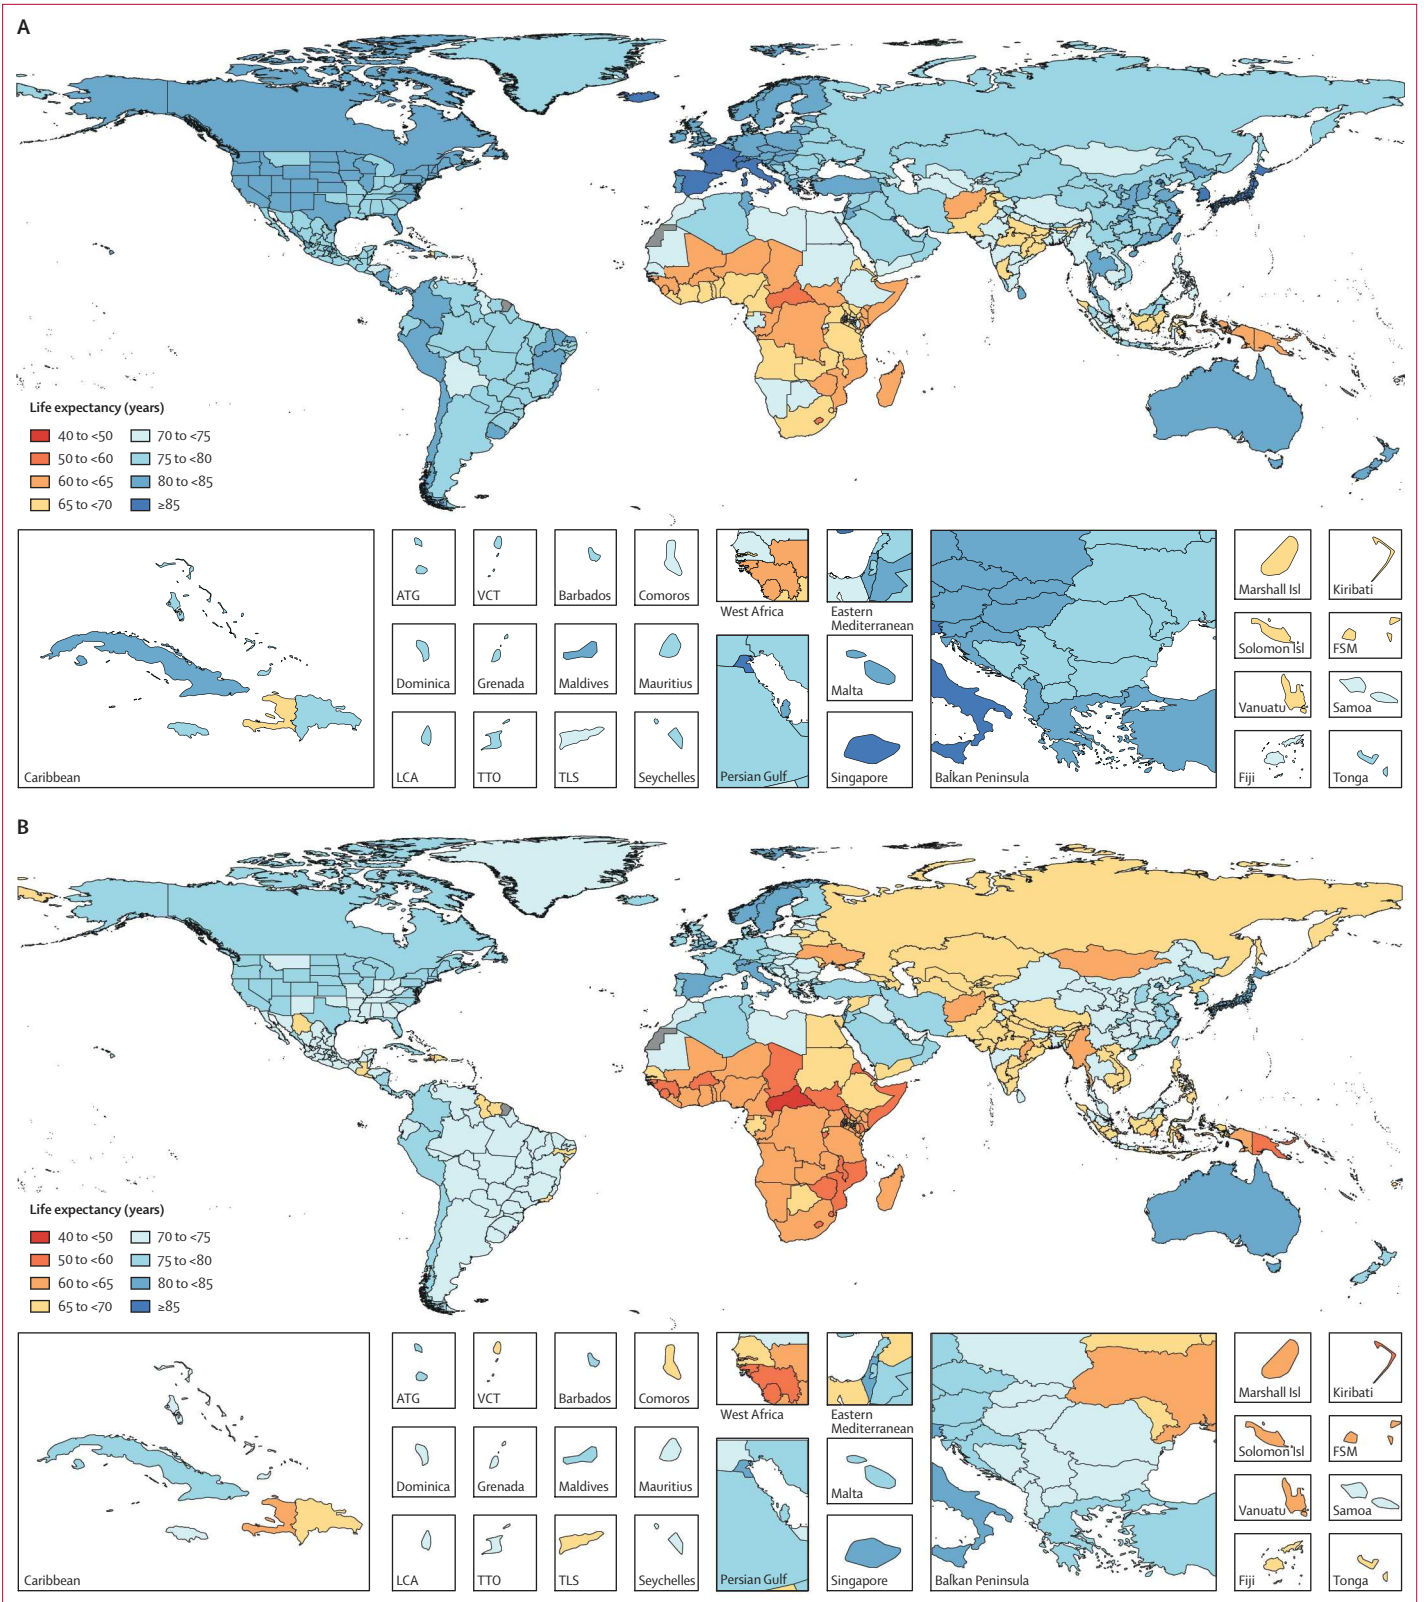 A
Life expectancy (years)
40 to <50
70 to <75
50 to <60
75 to <80
60 to <65
80 to <85
65 to <70
≥85
Caribbean
ATG
VCT
Barbados
Comoros
Dominica
Grenada
Maldives
Mauritius
LCA
TTO
TLS
Seychelles
West Africa
Eastern
Mediterranean
Persian Gulf
Malta
Singapore
Balkan Peninsula
Marshall Isl
Kiribati
Solomon Isl
FSM
Vanuatu
Samoa
Fiji
Tonga
B
Life expectancy (years)
40 to <50
70 to <75
50 to <60
75 to <80
60 to <65
80 to <85
65 to <70
≥85
Caribbean
ATG
VCT
Barbados
Comoros
Dominica
Grenada
Maldives
Mauritius
LCA
TTO
TLS
Seychelles
West Africa
Eastern
Mediterranean
Persian Gulf
Malta
Singapore
Balkan Peninsula
Marshall Isl
Kiribati
Solomon Isl
FSM
Vanuatu
Samoa
Fiji
Tonga